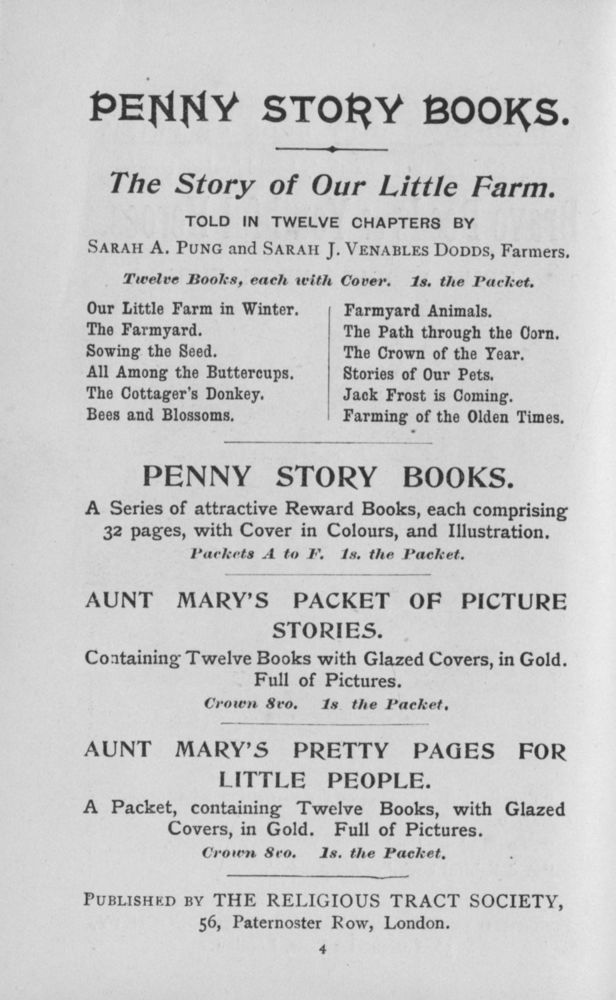 PENNY STORY BOOKS.
The Story of Our Little Farm.
TOLD IN TWELVE CHAPTERS BY
SARAH A. PUNG and SARAH J. VENABLES DODDS, Farmers.
Twelve Books, each with Cover. 1s. the Packet.
Our Little Farm in Winter.
The Farmyard.
Sowing the Seed.
All Among the Buttercups.
The Cottager's Donkey.
Bees and Blossoms.
Farmyard Animals.
The Path through the Corn.
The Crown of the Year.
Stories of Our Pets.
Jack Frost is Coming.
Farming of the Olden Times.
PENNY STORY BOOKS.
A Series of attractive Reward Books, each comprising
32 pages, with Cover in Colours, and Illustration.
Packets A to F. 1s. the Packet.
AUNT MARY'S PACKET OF PICTURE
STORIES.
Containing Twelve Books with Glazed Covers, in Gold.
Full of Pictures.
Crown 8vo. 1s the Packet.
AUNT MARY'S PRETTY PAGES FOR
LITTLE PEOPLE.
A Packet, containing Twelve Books, with Glazed
Covers, in Gold. Full of Pictures.
Crown 8vo. 1s. the Packet.
PUBLISHED BY THE RELIGIOUS TRACT SOCIETY,
56, Paternoster Row, London.
4